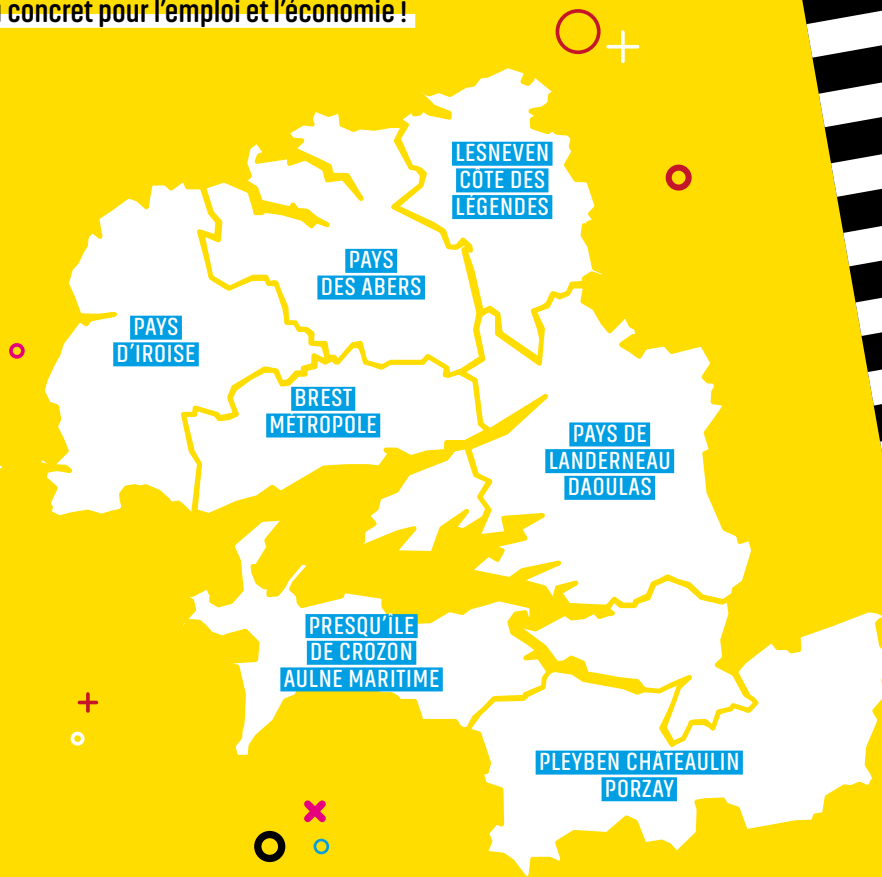 concret pour l'emploi et l'économie !
LESNEVEN
CÔTE DES
LÉGENDES
PAYS
DES ABERS
PAYS
D'IROISE
BREST
MÉTROPOLE
PAYS DE
LANDERNEAU
DAOULAS
PRESQU'ÎLE
DE CROZON
AULNE MARITIME
PLEYBEN CHÂTEAULIN
PORZAY